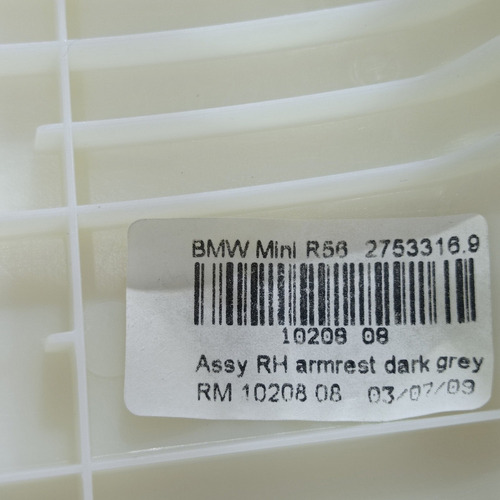 BMW Mini R56 2753316.9
10208 08
Assy RH armrest dark grey
RM 10208 08 03/07/09